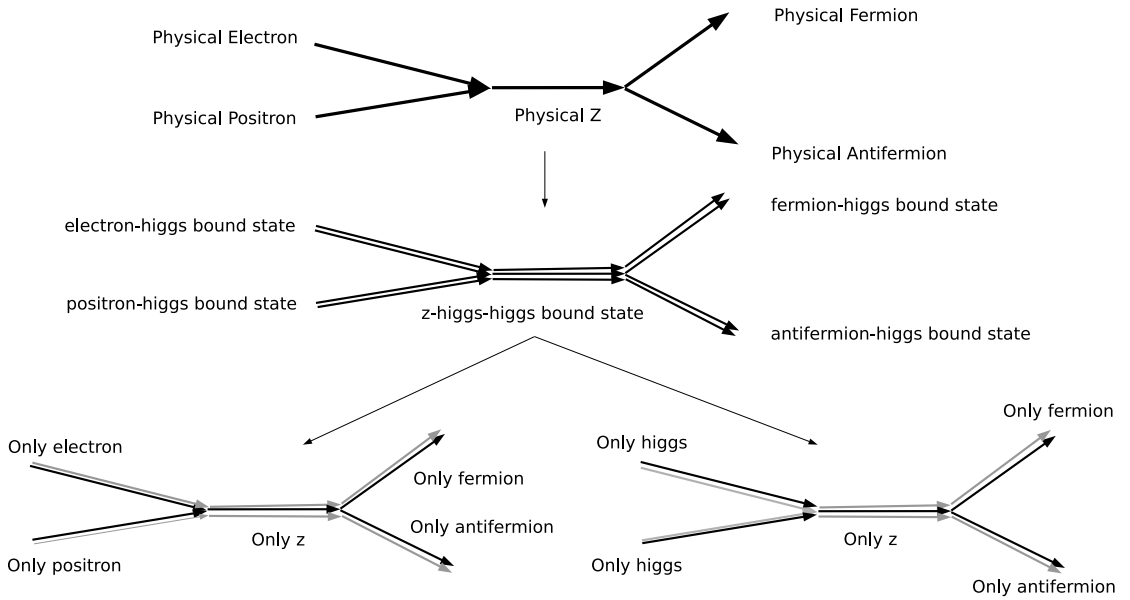 Physical Fermion
Physical Electron
Physical Z
Physical Positron
Physical Antifermion
electron-higgs bound state
fermion-higgs bound state
positron-higgs bound state
z-higgs-higgs bound state
antifermion-higgs bound state
Only electron
Only fermion
Only antifermion
Only z
Only positron
Only higgs
Only fermion
Only z
Only higgs
Only antifermion